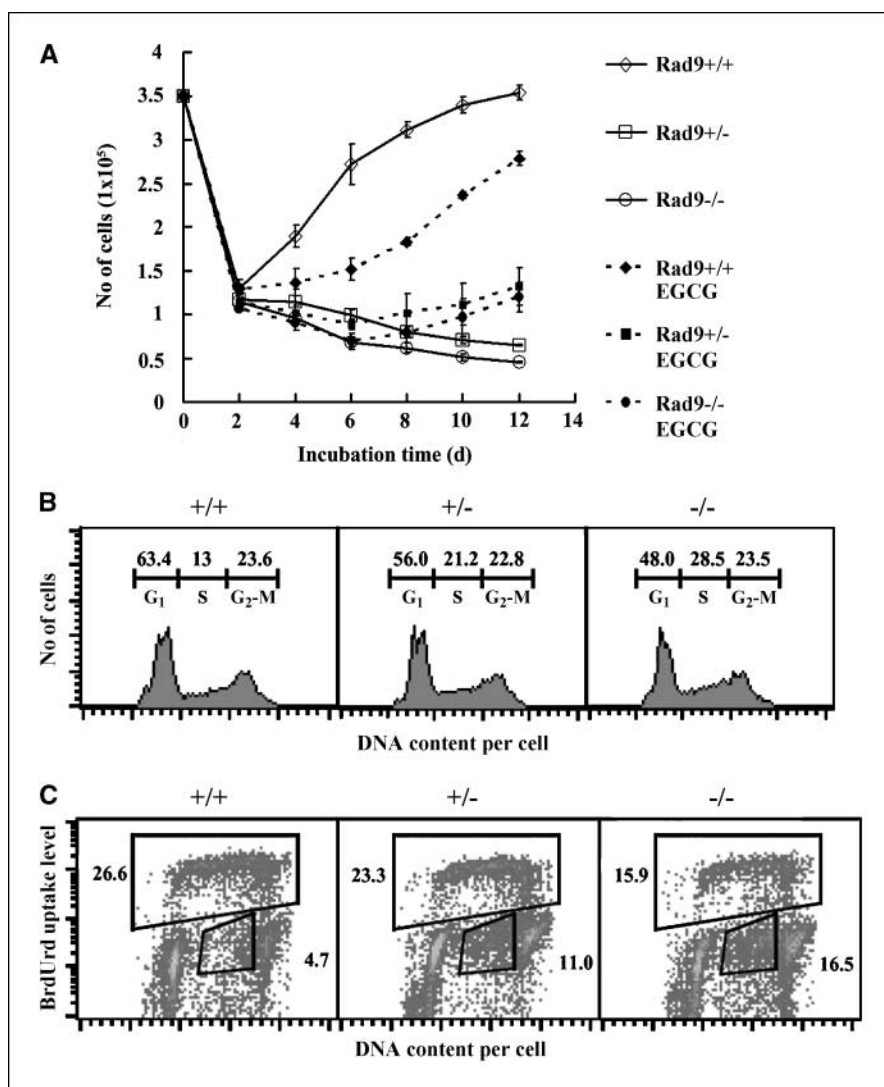 A
No of cells (1x10⁵)
4
3.5
3
2.5
2
1.5
1
0.5
0
0 2 4 6 8 10 12 14
Incubation time (d)
Rad9+/+
Rad9+/-
Rad9-/-
Rad9+/+
EGCG
Rad9+/-
EGCG
Rad9-/-
EGCG
B
+/+ +/- -/-
No of cells
63.4 13 23.6
G₁ S G₂-M
56.0 21.2 22.8
G₁ S G₂-M
48.0 28.5 23.5
G₁ S G₂-M
DNA content per cell
C
+/+ +/- -/-
BrdUrd uptake level
26.6
4.7
23.3
11.0
15.9
16.5
DNA content per cell